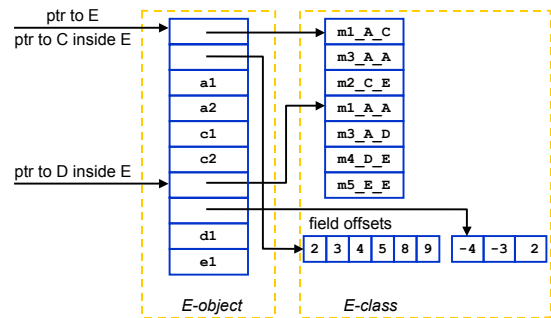 ptr to E
ptr to C inside E
m1_A_C
m3_A_A
a1
m2_C_E
a2
m1_A_A
c1
m3_A_D
c2
m4_D_E
ptr to D inside E
m5_E_E
field offsets
d1
2 3 4 5 8 9 -4 -3 2
e1
E-object E-class